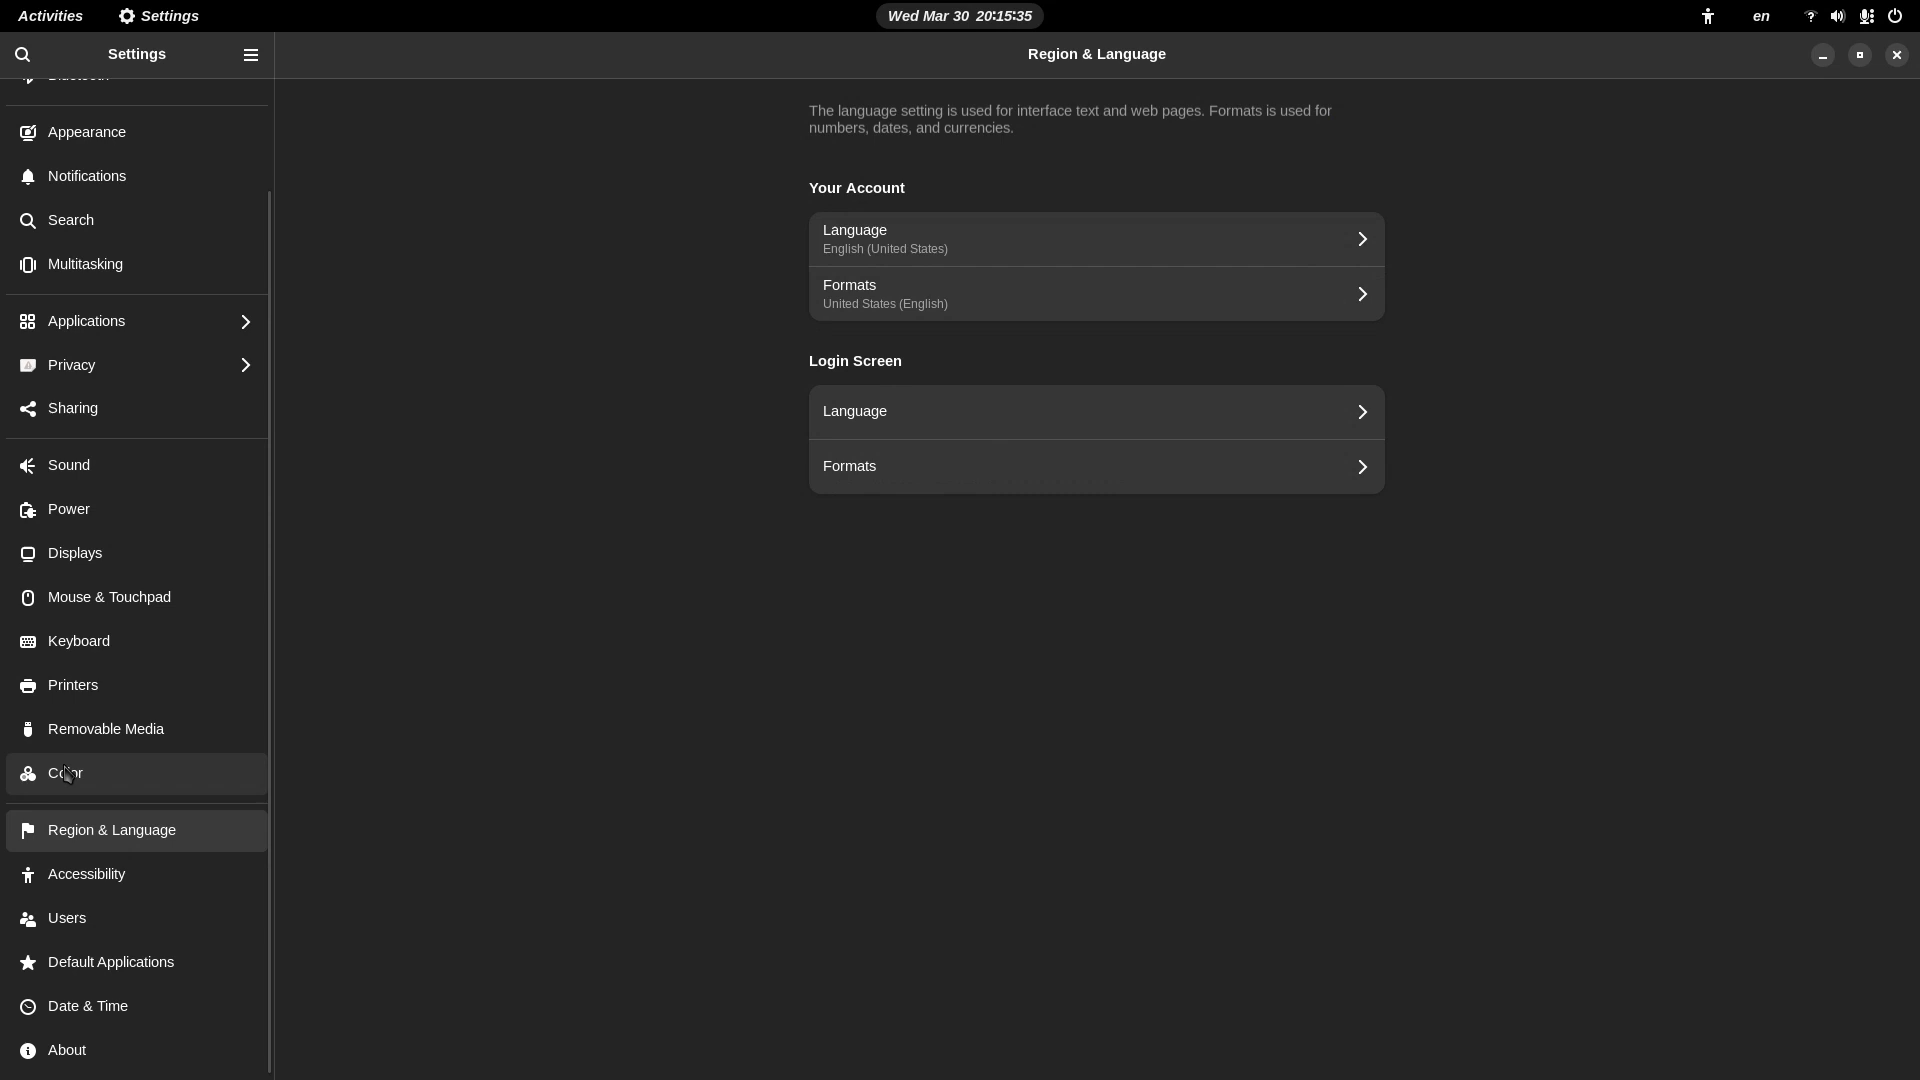 Activities
Settings
Wed Mar 30 20:15:35
en
Settings
Region & Language
Bluetooth
Appearance
Notifications
Search
Multitasking
Applications
Privacy
Sharing
Sound
Power
Displays
Mouse & Touchpad
Keyboard
Printers
Removable Media
Color
Region & Language
Accessibility
Users
Default Applications
Date & Time
About
The language setting is used for interface text and web pages. Formats is used for
numbers, dates, and currencies.
Your Account
Language
English (United States)
Formats
United States (English)
Login Screen
Language
Formats